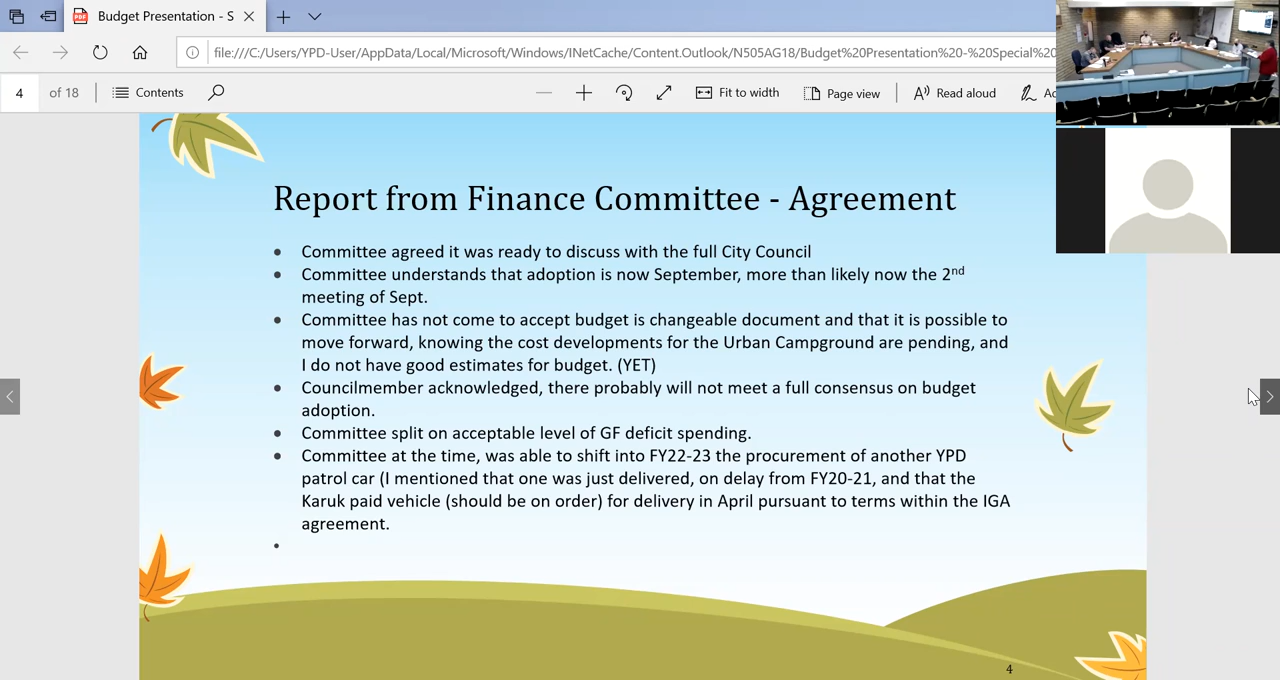 Budget Presentation - S
file:///C:/Users/YPD-User/AppData/Local/Microsoft/Windows/INetCache/Content.Outlook/N505AG18/Budget%20Presentation%20-%20Special%20
4 of 18 Contents Fit to width Page view Read aloud Ac
Report from Finance Committee - Agreement
• Committee agreed it was ready to discuss with the full City Council
• Committee understands that adoption is now September, more than likely now the 2nd
meeting of Sept.
• Committee has not come to accept budget is changeable document and that it is possible to
move forward, knowing the cost developments for the Urban Campground are pending, and
I do not have good estimates for budget. (YET)
• Councilmember acknowledged, there probably will not meet a full consensus on budget
adoption.
• Committee split on acceptable level of GF deficit spending.
• Committee at the time, was able to shift into FY22-23 the procurement of another YPD
patrol car (I mentioned that one was just delivered, on delay from FY20-21, and that the
Karuk paid vehicle (should be on order) for delivery in April pursuant to terms within the IGA
agreement.
•
4